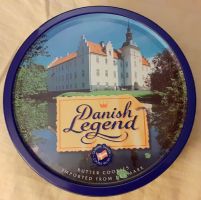 Danish
Legend
BUTTER COOKIES
IMPORTED FROM DENMARK